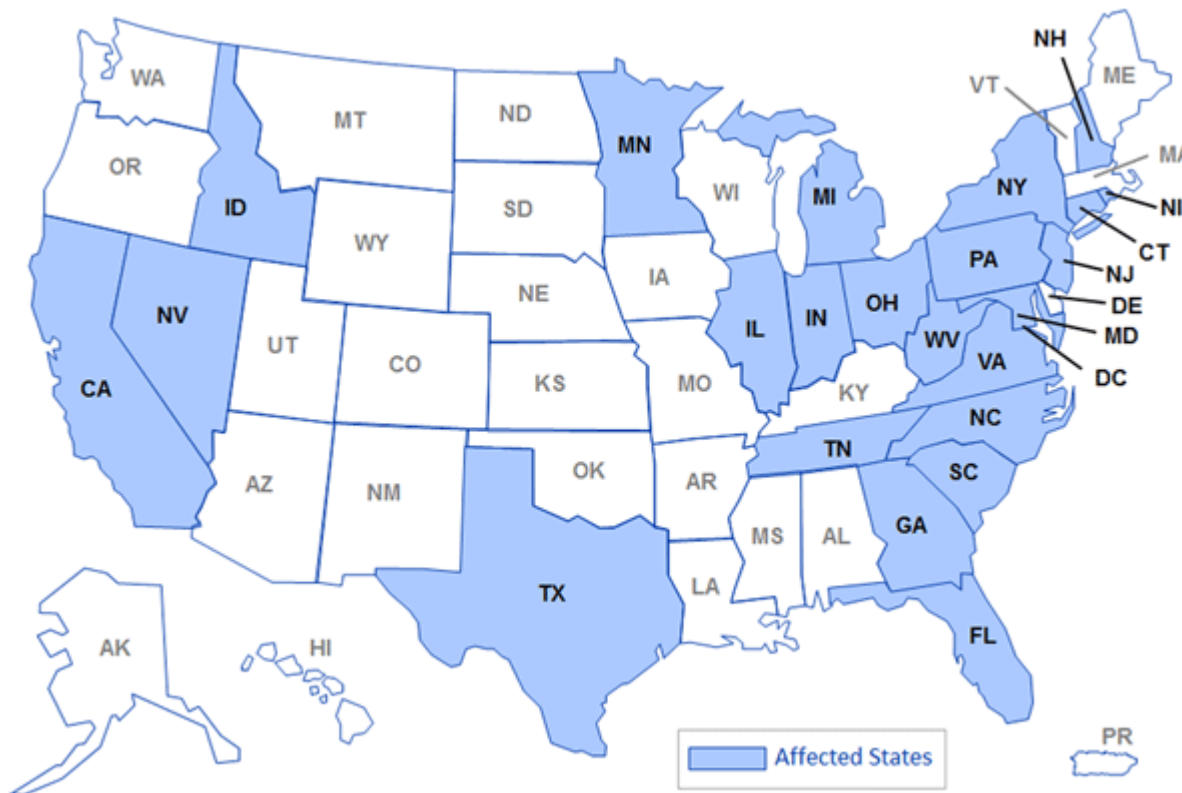 NH
WA
VT
ME
MT
ND
MN
OR
MA
ID
SD
WI
MI
NY
NI
WY
CT
PA
NJ
IA
NE
DE
NV
UT
CO
IL
IN
OH
WV
MD
VA
DC
CA
KS
MO
KY
NC
TN
AZ
NM
OK
AR
SC
GA
MS
AL
TX
LA
FL
AK
HI
PR
Affected States